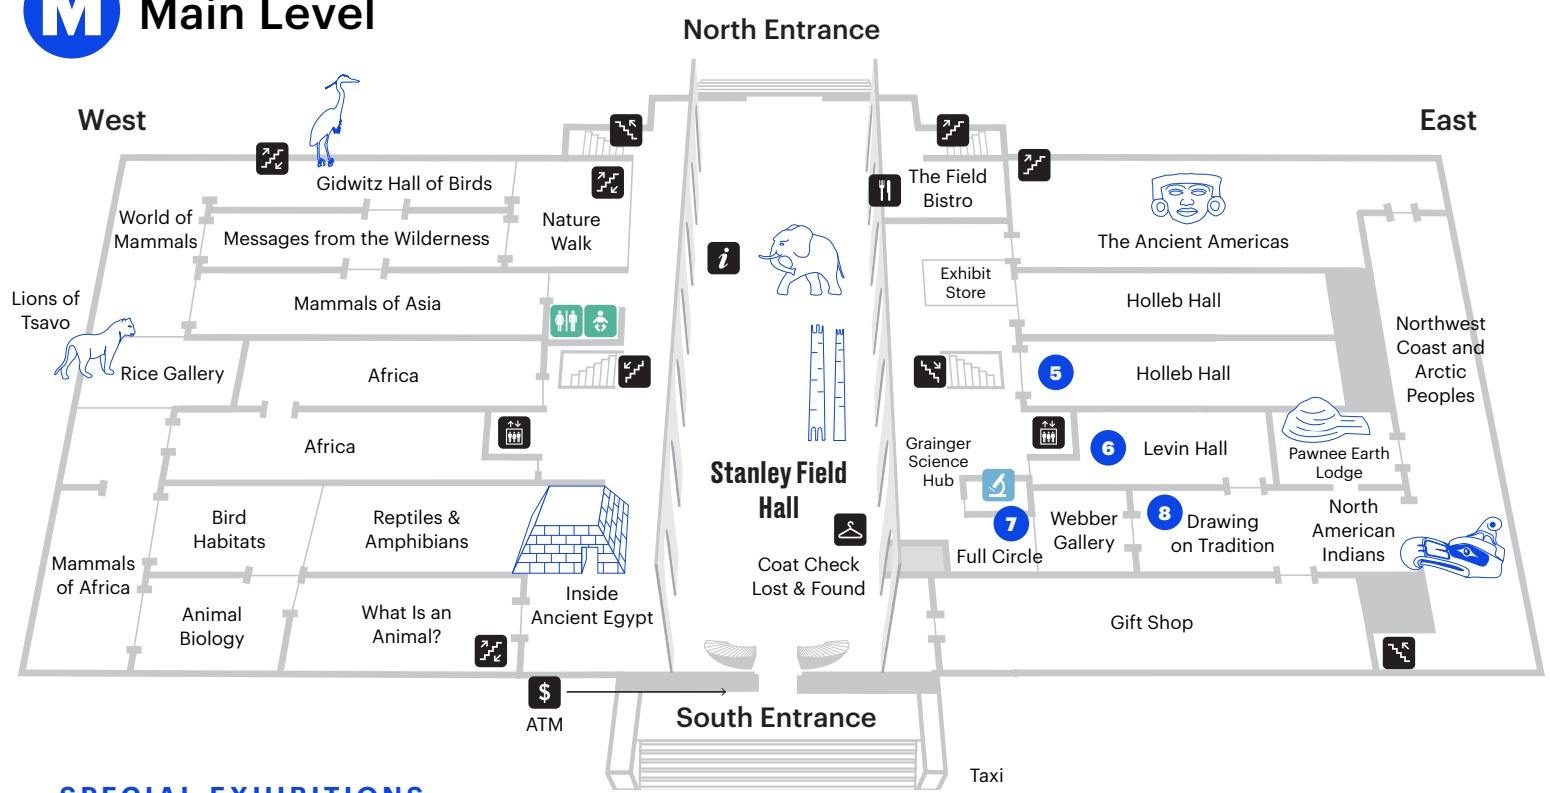 M Main Level
North Entrance
West
East
Gidwitz Hall of Birds
World of
Mammals
Messages from the Wilderness
Nature
Walk
Mammals of Asia
Lions of
Tsavo
Rice Gallery
Africa
Africa
Bird
Habitats
Reptiles &
Amphibians
Mammals
of Africa
Animal
Biology
What Is an
Animal?
Inside
Ancient Egypt
$
ATM
i
Stanley Field
Hall
Coat Check
Lost & Found
South Entrance
Taxi
The Field
Bistro
Exhibit
Store
The Ancient Americas
Holleb Hall
5
Holleb Hall
Northwest
Coast and
Arctic
Peoples
Grainger
Science
Hub
6
Levin Hall
Pawnee Earth
Lodge
7
Full Circle
Webber
Gallery
8
Drawing
on Tradition
North
American
Indians
Gift Shop
SPECIAL EXHIBITIONS